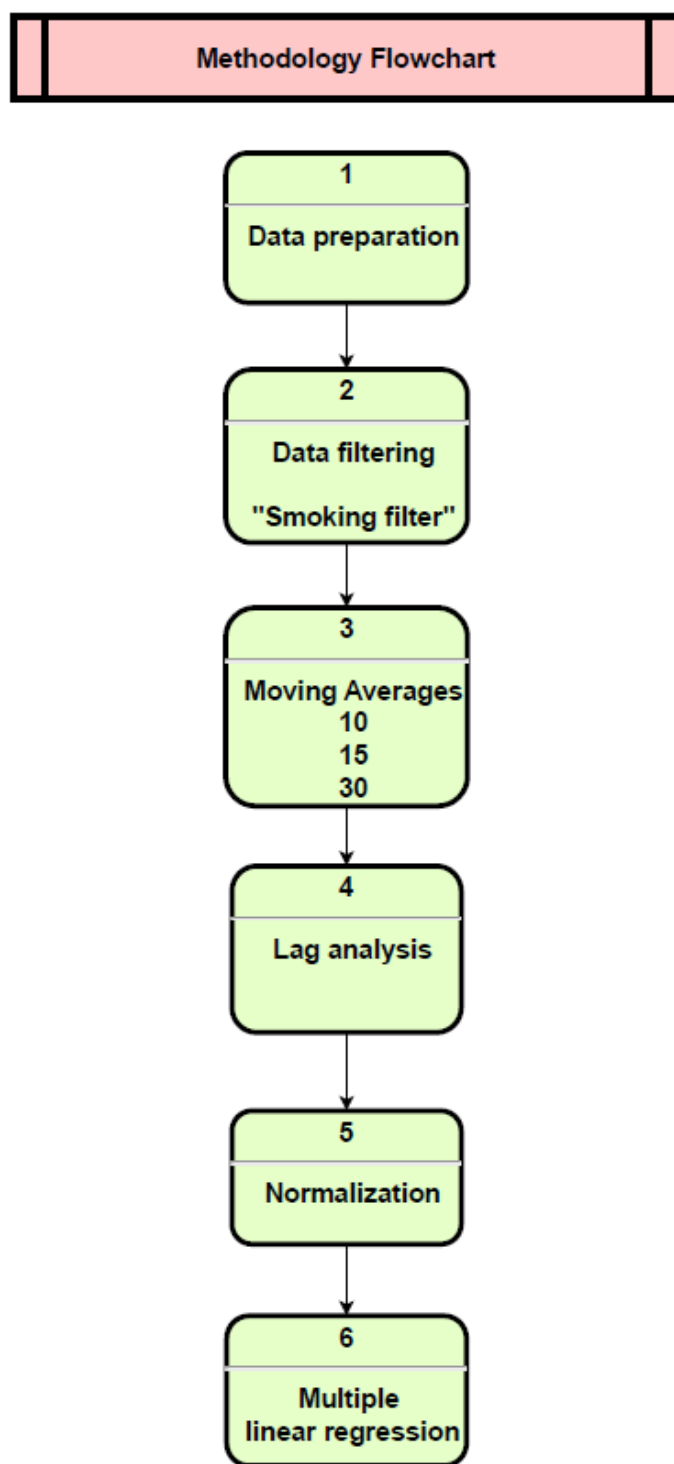 Methodology Flowchart
1
Data preparation
2
Data filtering
"Smoking filter"
3
Moving Averages
10
15
30
4
Lag analysis
5
Normalization
6
Multiple
linear regression